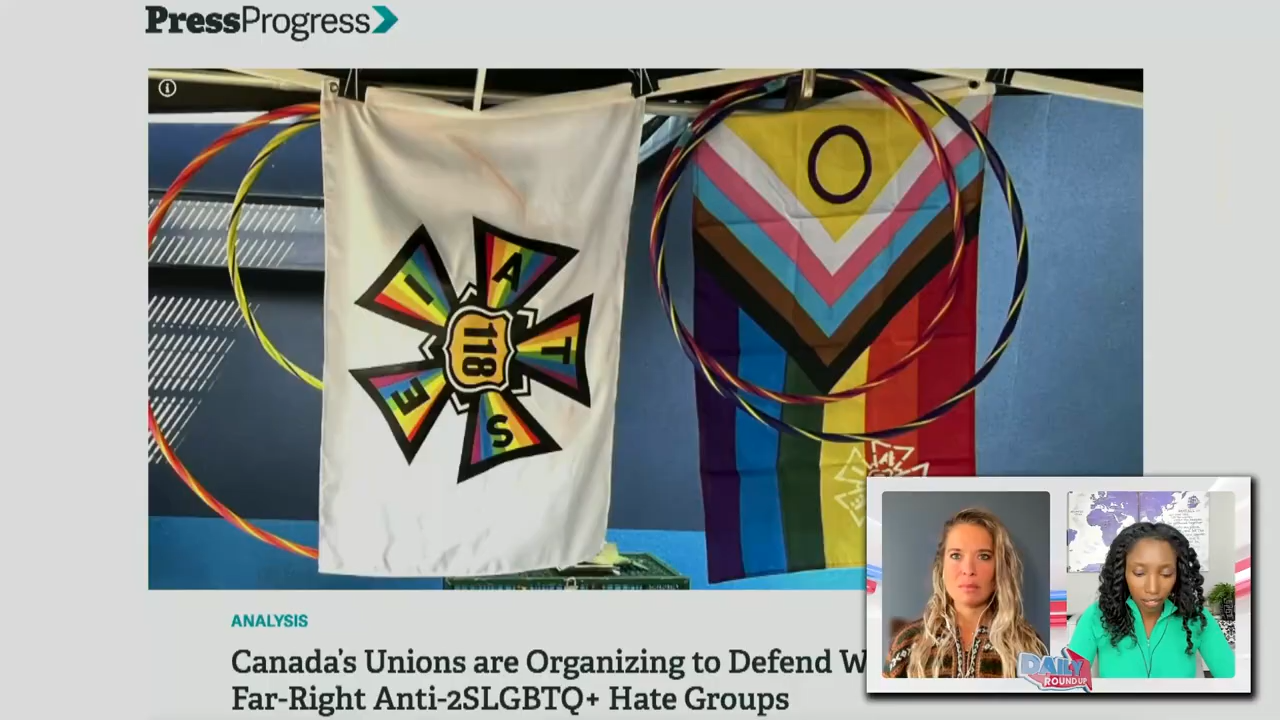 PressProgress
I A T S E
118
ANALYSIS
Canada's Unions are Organizing to Defend W
Far-Right Anti-2SLGBTQ+ Hate Groups
DAILY
ROUNDUP